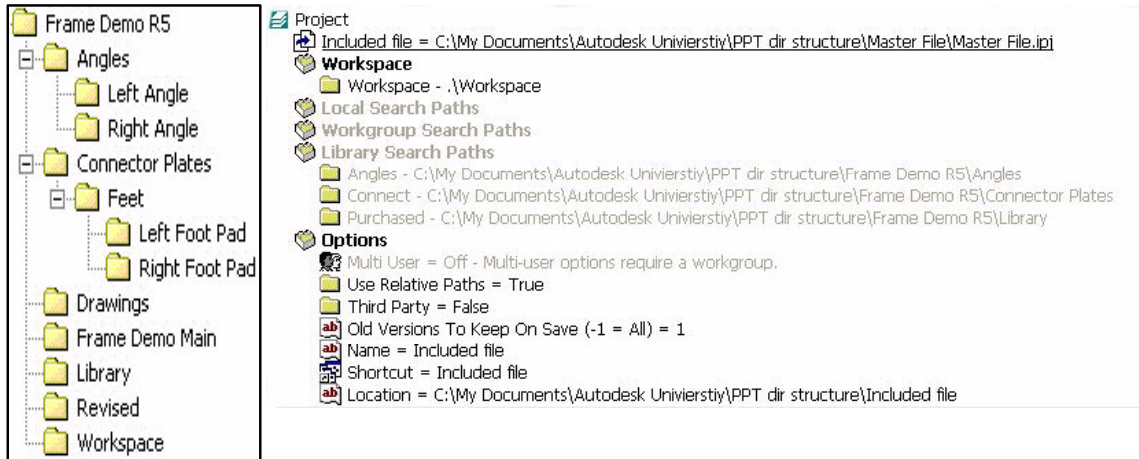 Frame Demo R5
Angles
Left Angle
Right Angle
Connector Plates
Feet
Left Foot Pad
Right Foot Pad
Drawings
Frame Demo Main
Library
Revised
Workspace
Project
Included file = C:\My Documents\Autodesk Univierstiy\PPT dir structure\Master File\Master File.ipj
Workspace
Workspace - .\Workspace
Local Search Paths
Workgroup Search Paths
Library Search Paths
Angles - C:\My Documents\Autodesk Univierstiy\PPT dir structure\Frame Demo R5\Angles
Connect - C:\My Documents\Autodesk Univierstiy\PPT dir structure\Frame Demo R5\Connector Plates
Purchased - C:\My Documents\Autodesk Univierstiy\PPT dir structure\Frame Demo R5\Library
Options
Multi User = Off - Multi-user options require a workgroup.
Use Relative Paths = True
Third Party = False
Old Versions To Keep On Save (-1 = All) = 1
Name = Included file
Shortcut = Included file
Location = C:\My Documents\Autodesk Univierstiy\PPT dir structure\Included file